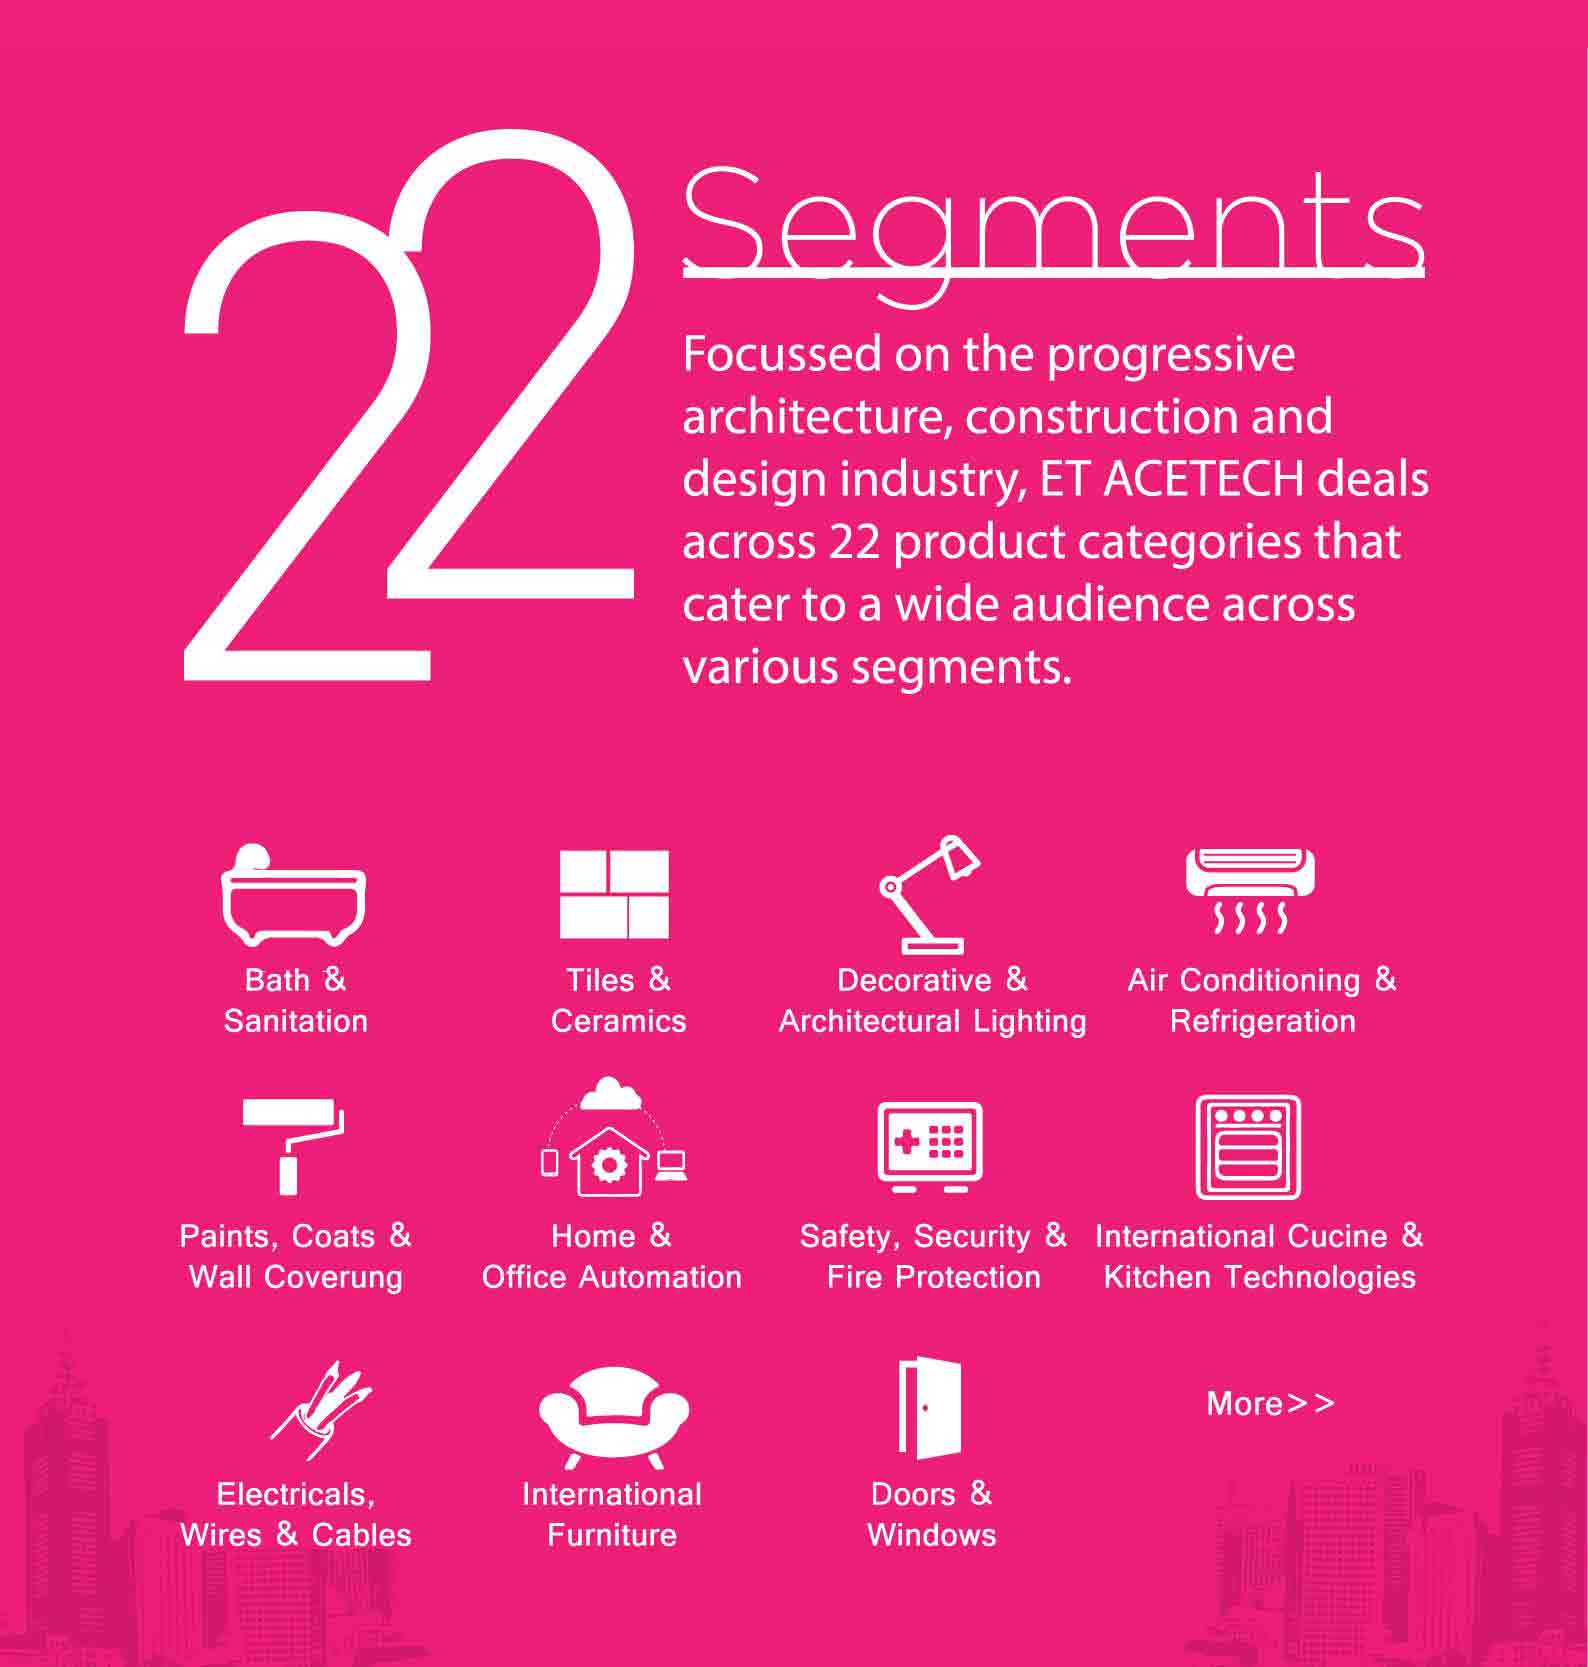 22
Segments
Focussed on the progressive
architecture, construction and
design industry, ET ACETECH deals
across 22 product categories that
cater to a wide audience across
various segments.
Bath &
Sanitation
Tiles &
Ceramics
Decorative &
Architectural Lighting
Air Conditioning &
Refrigeration
Paints, Coats &
Wall Coverung
Home &
Office Automation
Safety, Security &
Fire Protection
International Cucine &
Kitchen Technologies
Electricals,
Wires & Cables
International
Furniture
Doors &
Windows
More>>